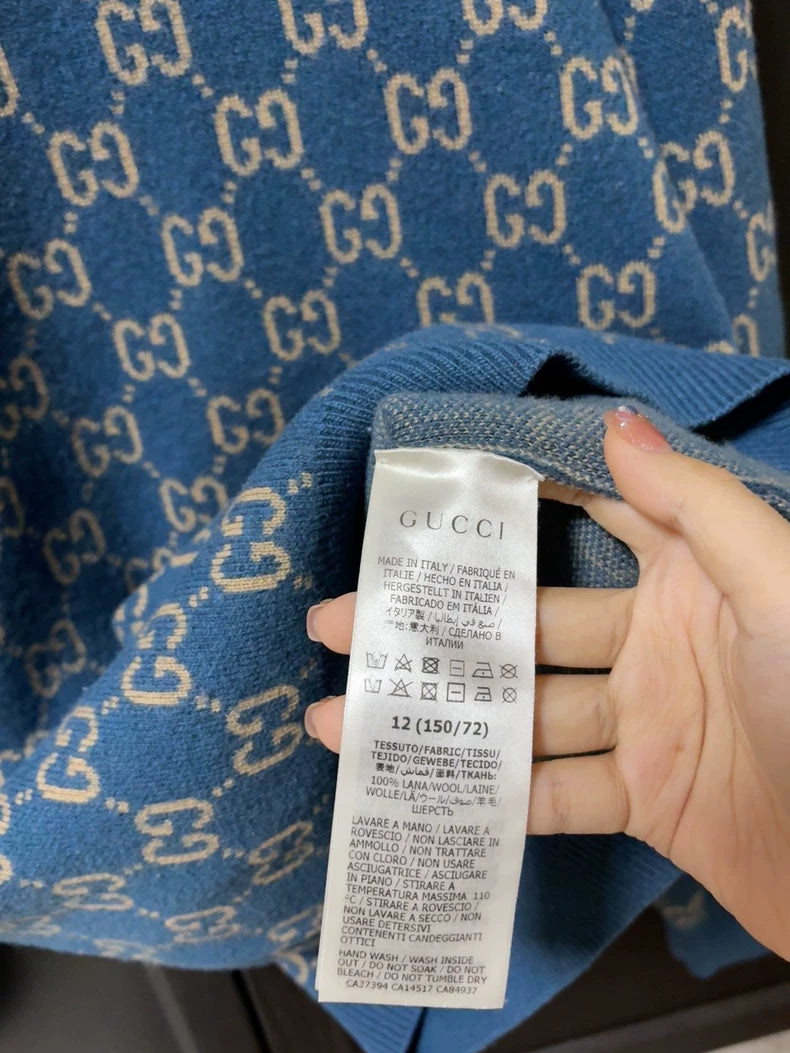 GUCCI
MADE IN ITALY / FABRIQUÉ EN
ITALIE / HECHO EN ITALIA /
HERGESTELLT IN ITALIEN /
FABRICADO EM ITÁLIA /
イタリア製 / صنع في إيطاليا /
产地:意大利 / СДЕЛАНО В
ИТАЛИИ
12 (150/72)
TESSUTO/FABRIC/TISSU/
TEJIDO/GEWEBE/TECIDO/
表地/قماش/面料/ТКАНЬ:
100% LANA/WOOL/LAINE/
WOLLE/LÃ/ウール/صوف/羊毛/
ШЕРСТЬ
LAVARE A MANO / LAVARE A
ROVESCIO / NON LASCIARE IN
AMMOLLO / NON TRATTARE
CON CLORO / NON USARE
ASCIUGATRICE / ASCIUGARE
IN PIANO / STIRARE A
TEMPERATURA MASSIMA 110
°C / STIRARE A ROVESCIO /
NON LAVARE A SECCO / NON
USARE DETERSIVI
CONTENENTI CANDEGGIANTI
OTTICI
HAND WASH / WASH INSIDE
OUT / DO NOT SOAK / DO NOT
BLEACH / DO NOT TUMBLE DRY
CA37394 CA14517 CA84937